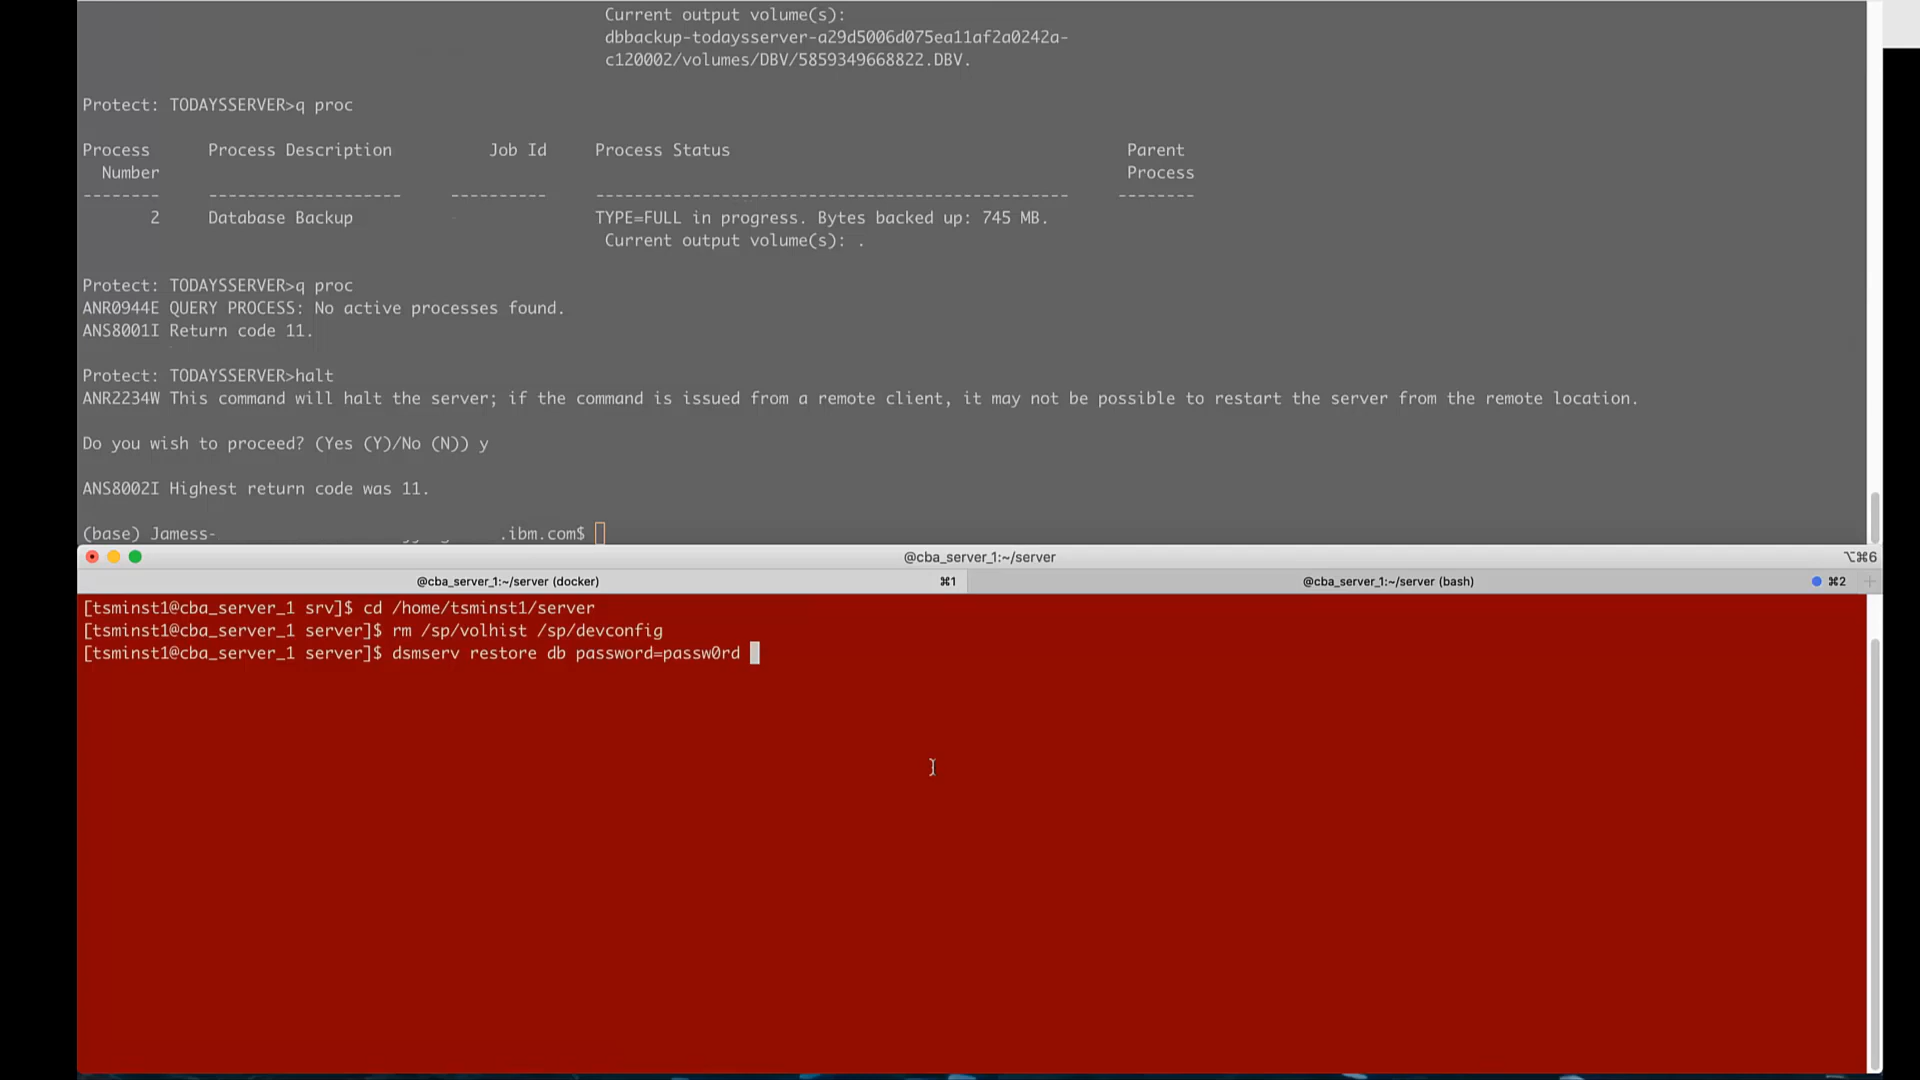 Current output volume(s):
dbbackup-todaysserver-a29d5006d075ea11af2a0242a-
c120002/volumes/DBV/5859349668822.DBV.
Protect: TODAYSSERVER>q proc
Process Process Description Job Id Process Status Parent
Number Process
-------- -------------------- ---------- ------------------------------------------------- --------
2 Database Backup TYPE=FULL in progress. Bytes backed up: 745 MB.
Current output volume(s): .
Protect: TODAYSSERVER>q proc
ANR0944E QUERY PROCESS: No active processes found.
ANS8001I Return code 11.
Protect: TODAYSSERVER>halt
ANR2234W This command will halt the server; if the command is issued from a remote client, it may not be possible to restart the server from the remote location.
Do you wish to proceed? (Yes (Y)/No (N)) y
ANS8002I Highest return code was 11.
(base) Jamess- .ibm.com$
@cba_server_1:~/server ⌥⌘6
@cba_server_1:~/server (docker) ⌘1 @cba_server_1:~/server (bash) ⌘2 +
[tsminst1@cba_server_1 srv]$ cd /home/tsminst1/server
[tsminst1@cba_server_1 server]$ rm /sp/volhist /sp/devconfig
[tsminst1@cba_server_1 server]$ dsmserv restore db password=passw0rd